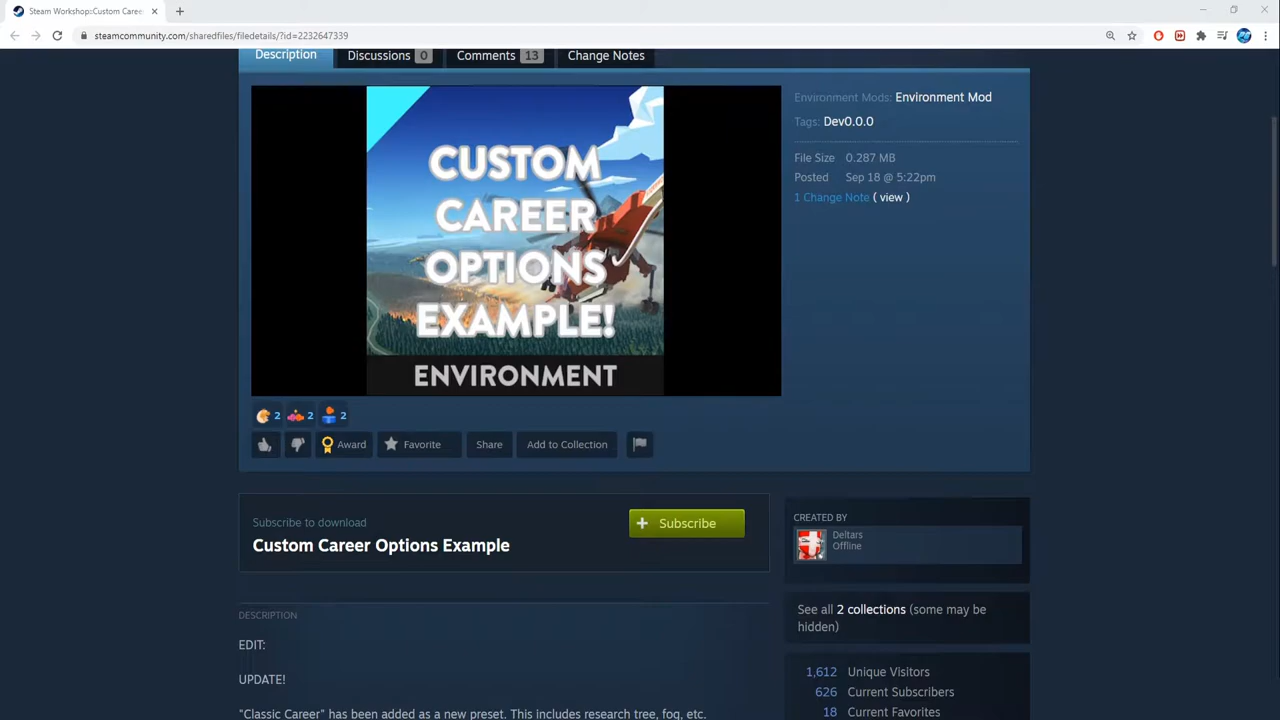 Steam Workshop::Custom Caree
steamcommunity.com/sharedfiles/filedetails/?id=2232647339
Description
Discussions 0
Comments 13
Change Notes
CUSTOM
CAREER
OPTIONS
EXAMPLE!
ENVIRONMENT
Environment Mods: Environment Mod
Tags: Dev0.0.0
File Size 0.287 MB
Posted Sep 18 @ 5:22pm
1 Change Note ( view )
2 2 2
Award Favorite Share Add to Collection
Subscribe to download
Custom Career Options Example
Subscribe
CREATED BY
Deltars
Offline
See all 2 collections (some may be
hidden)
DESCRIPTION
EDIT:
UPDATE!
"Classic Career" has been added as a new preset. This includes research tree, fog, etc.
1,612 Unique Visitors
626 Current Subscribers
18 Current Favorites